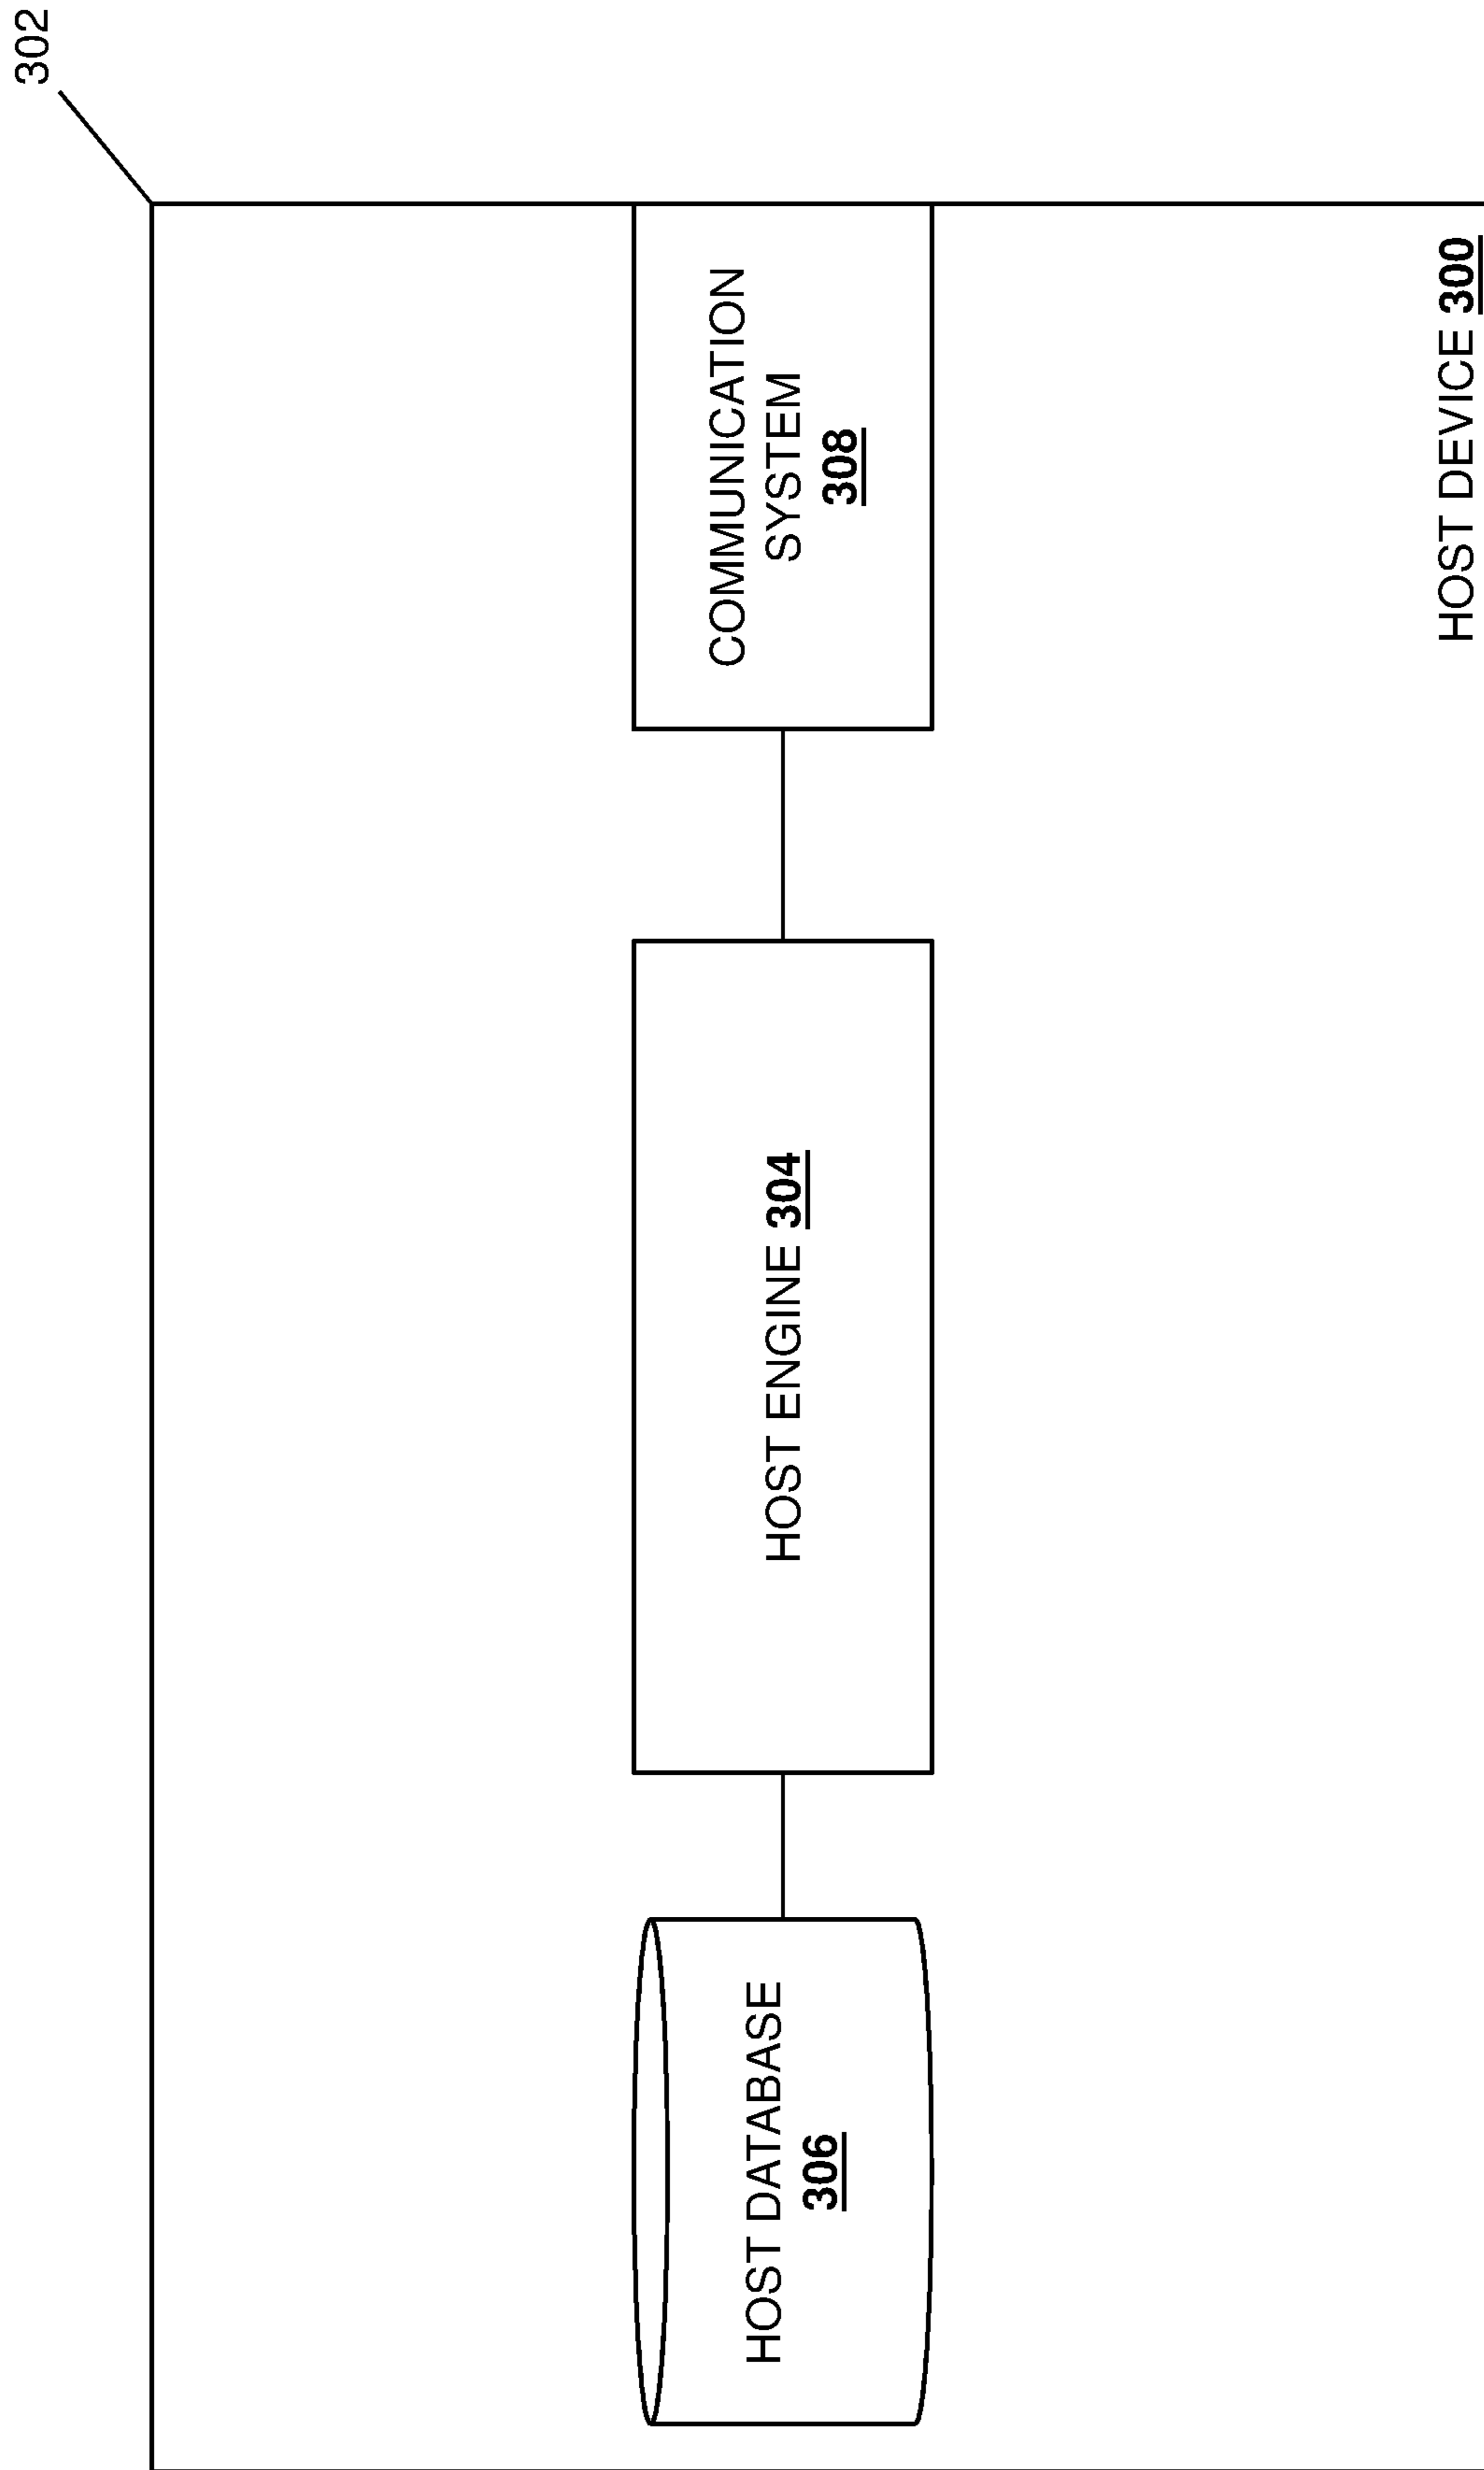 302
HOST DATABASE
306
HOST ENGINE 304
COMMUNICATION
SYSTEM
308
HOST DEVICE 300